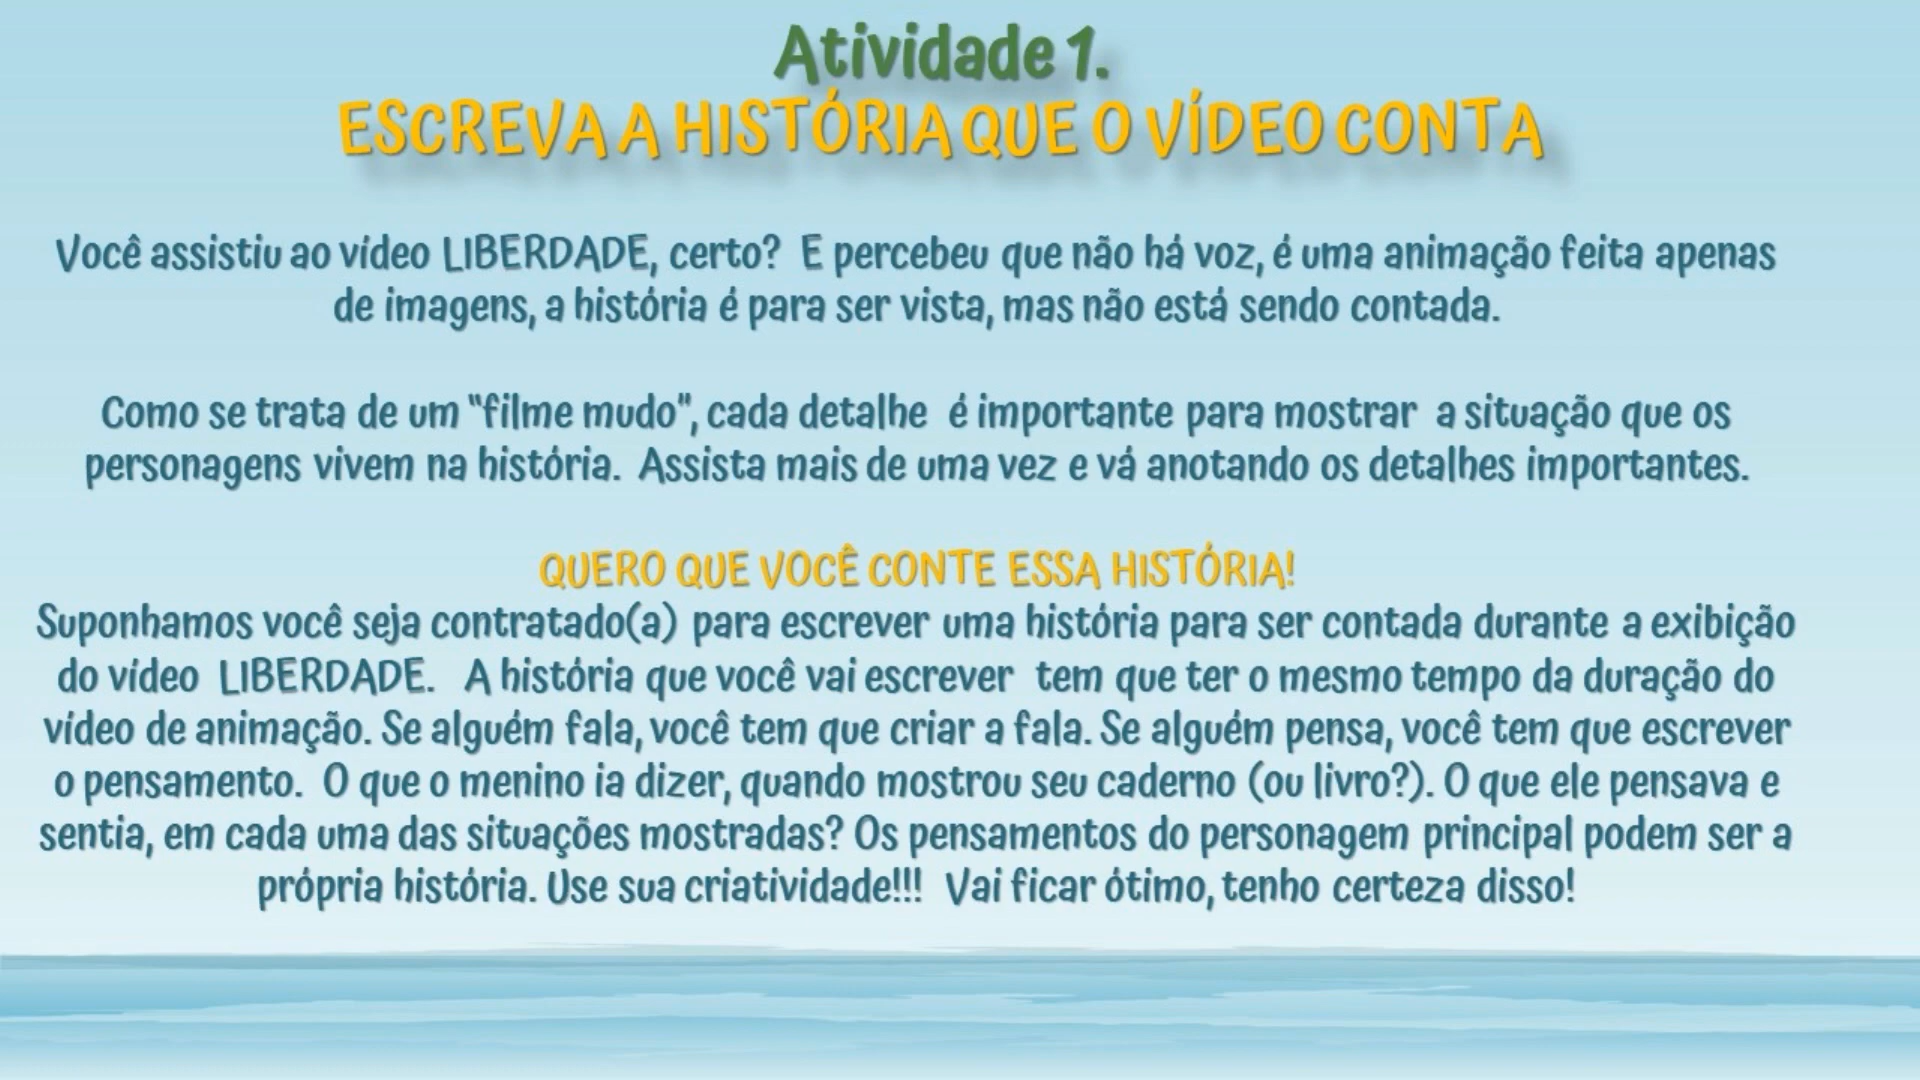 Atividade 1.
ESCREVA A HISTÓRIA QUE O VÍDEO CONTA
Você assistiu ao vídeo LIBERDADE, certo? E percebeu que não há voz, é uma animação feita apenas
de imagens, a história é para ser vista, mas não está sendo contada.
Como se trata de um “filme mudo”, cada detalhe é importante para mostrar a situação que os
personagens vivem na história. Assista mais de uma vez e vá anotando os detalhes importantes.
QUERO QUE VOCÊ CONTE ESSA HISTÓRIA!
Suponhamos você seja contratado(a) para escrever uma história para ser contada durante a exibição
do vídeo LIBERDADE. A história que você vai escrever tem que ter o mesmo tempo da duração do
vídeo de animação. Se alguém fala, você tem que criar a fala. Se alguém pensa, você tem que escrever
o pensamento. O que o menino ia dizer, quando mostrou seu caderno (ou livro?). O que ele pensava e
sentia, em cada uma das situações mostradas? Os pensamentos do personagem principal podem ser a
própria história. Use sua criatividade!!! Vai ficar ótimo, tenho certeza disso!